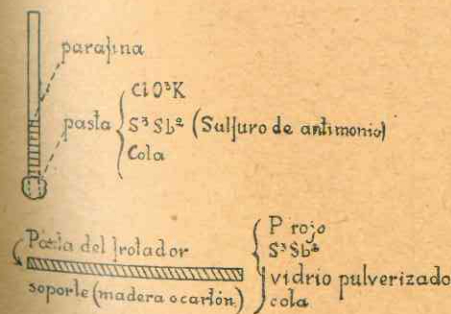 parafina
pasta
ClO³K
S³Sb² (Sulfuro de antimonio)
Cola
Pasta del frotador
soporte (madera o cartón)
P rojo
S³Sb²
vidrio pulverizado
cola